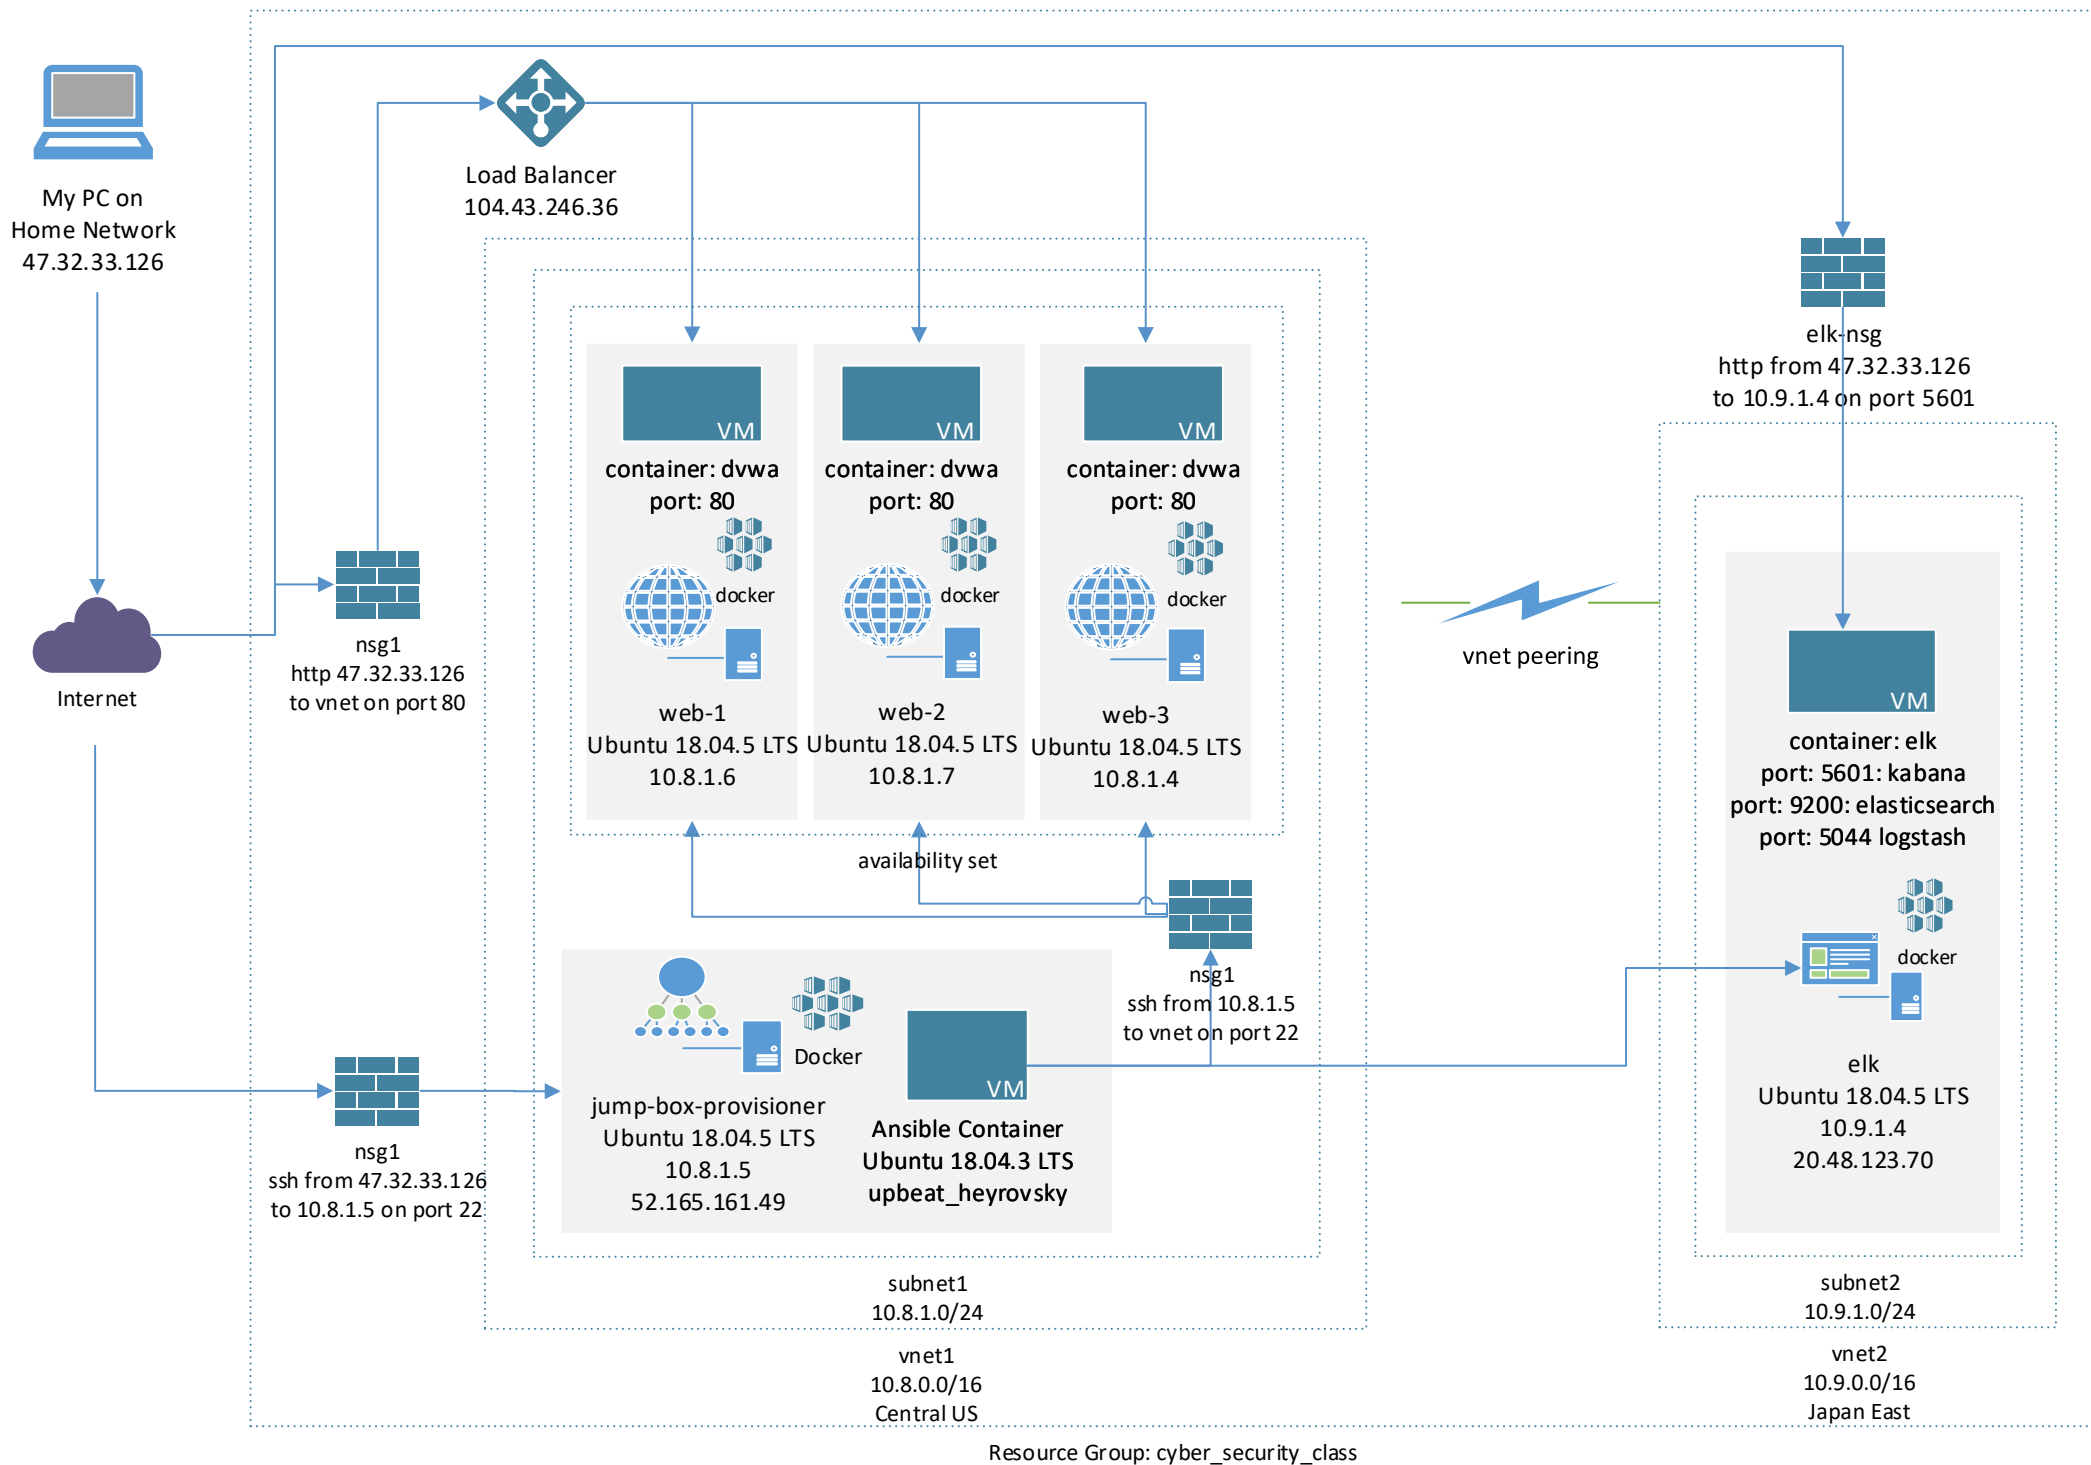 My PC on
Home Network
47.32.33.126
Internet
Load Balancer
104.43.246.36
nsg1
http 47.32.33.126
to vnet on port 80
nsg1
ssh from 47.32.33.126
to 10.8.1.5 on port 22
VM
container: dvwa
port: 80
docker
web-1
Ubuntu 18.04.5 LTS
10.8.1.6
VM
container: dvwa
port: 80
docker
web-2
Ubuntu 18.04.5 LTS
10.8.1.7
VM
container: dvwa
port: 80
docker
web-3
Ubuntu 18.04.5 LTS
10.8.1.4
availability set
nsg1
ssh from 10.8.1.5
to vnet on port 22
Docker
jump-box-provisioner
Ubuntu 18.04.5 LTS
10.8.1.5
52.165.161.49
VM
Ansible Container
Ubuntu 18.04.3 LTS
upbeat_heyrovsky
subnet1
10.8.1.0/24
vnet1
10.8.0.0/16
Central US
vnet peering
elk-nsg
http from 47.32.33.126
to 10.9.1.4 on port 5601
VM
container: elk
port: 5601: kabana
port: 9200: elasticsearch
port: 5044 logstash
docker
elk
Ubuntu 18.04.5 LTS
10.9.1.4
20.48.123.70
subnet2
10.9.1.0/24
vnet2
10.9.0.0/16
Japan East
Resource Group: cyber_security_class